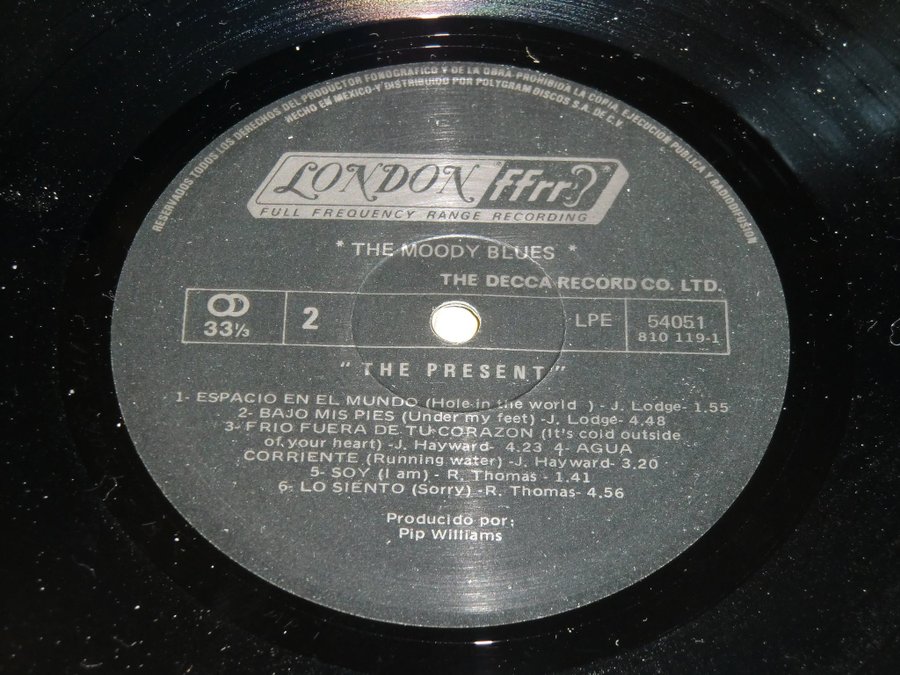 RESERVADOS TODOS LOS DERECHOS DEL PRODUCTOR FONOGRAFICO Y DE LA OBRA PROHIBIDA LA COPIA, EJECUCION PUBLICA Y RADIODIFUSION
HECHO EN MEXICO Y DISTRIBUIDO POR POLYGRAM DISCOS S.A. DE C.V.
LONDON ffrr
FULL FREQUENCY RANGE RECORDING
* THE MOODY BLUES *
THE DECCA RECORD CO. LTD.
33⅓ 2 LPE 54051
810 119-1
" THE PRESENT "
1- ESPACIO EN EL MUNDO (Hole in the world ) - J. Lodge- 1.55
2- BAJO MIS PIES (Under my feet) -J. Lodge- 4.48
3- FRIO FUERA DE TU CORAZON (It's cold outside
of your heart) -J. Hayward- 4.23 4- AGUA
CORRIENTE (Running water) -J. Hayward- 3.20
5- SOY (I am) - R. Thomas - 1.41
6- LO SIENTO (Sorry) -R. Thomas- 4.56
Producido por:
Pip Williams